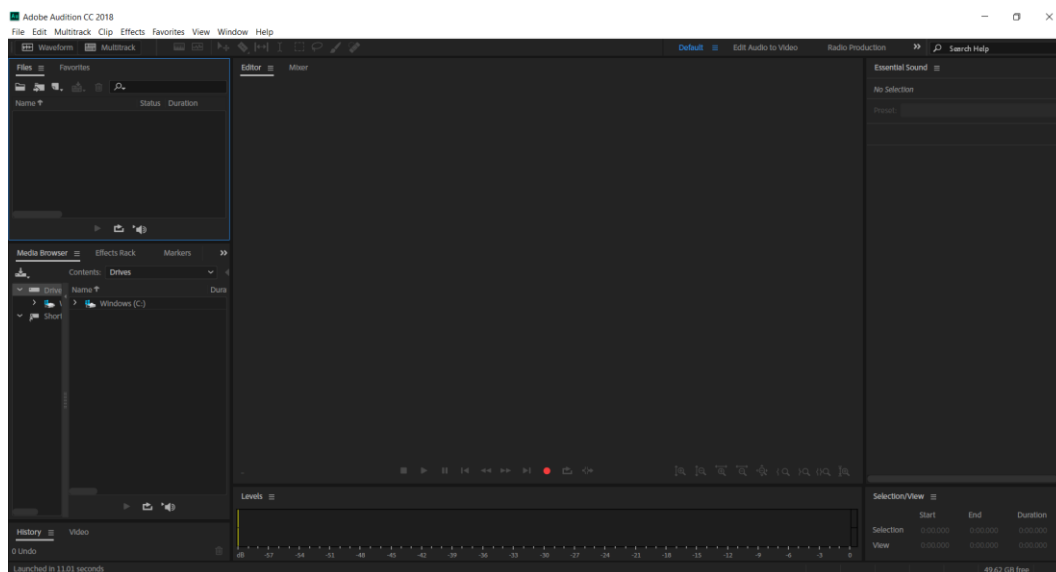 Adobe Audition CC 2018
File Edit Multitrack Clip Effects Favorites View Window Help
Waveform Multitrack Default Edit Audio to Video Radio Production Search Help
Files Favorites
Name Status Duration
Editor Mixer
Essential Sound
No Selection
Preset:
Media Browser Effects Rack Markers
Contents: Drives
Drive
Short
Name Dura
Windows (C:)
History Video
0 Undo
Levels
dB -57 -54 -51 -48 -45 -42 -39 -36 -33 -30 -27 -24 -21 -18 -15 -12 -9 -6 -3 0
Selection/View
Start End Duration
Selection 0:00.000 0:00.000 0:00.000
View 0:00.000 0:00.000 0:00.000
Launched in 11.01 seconds 49.62 GB free